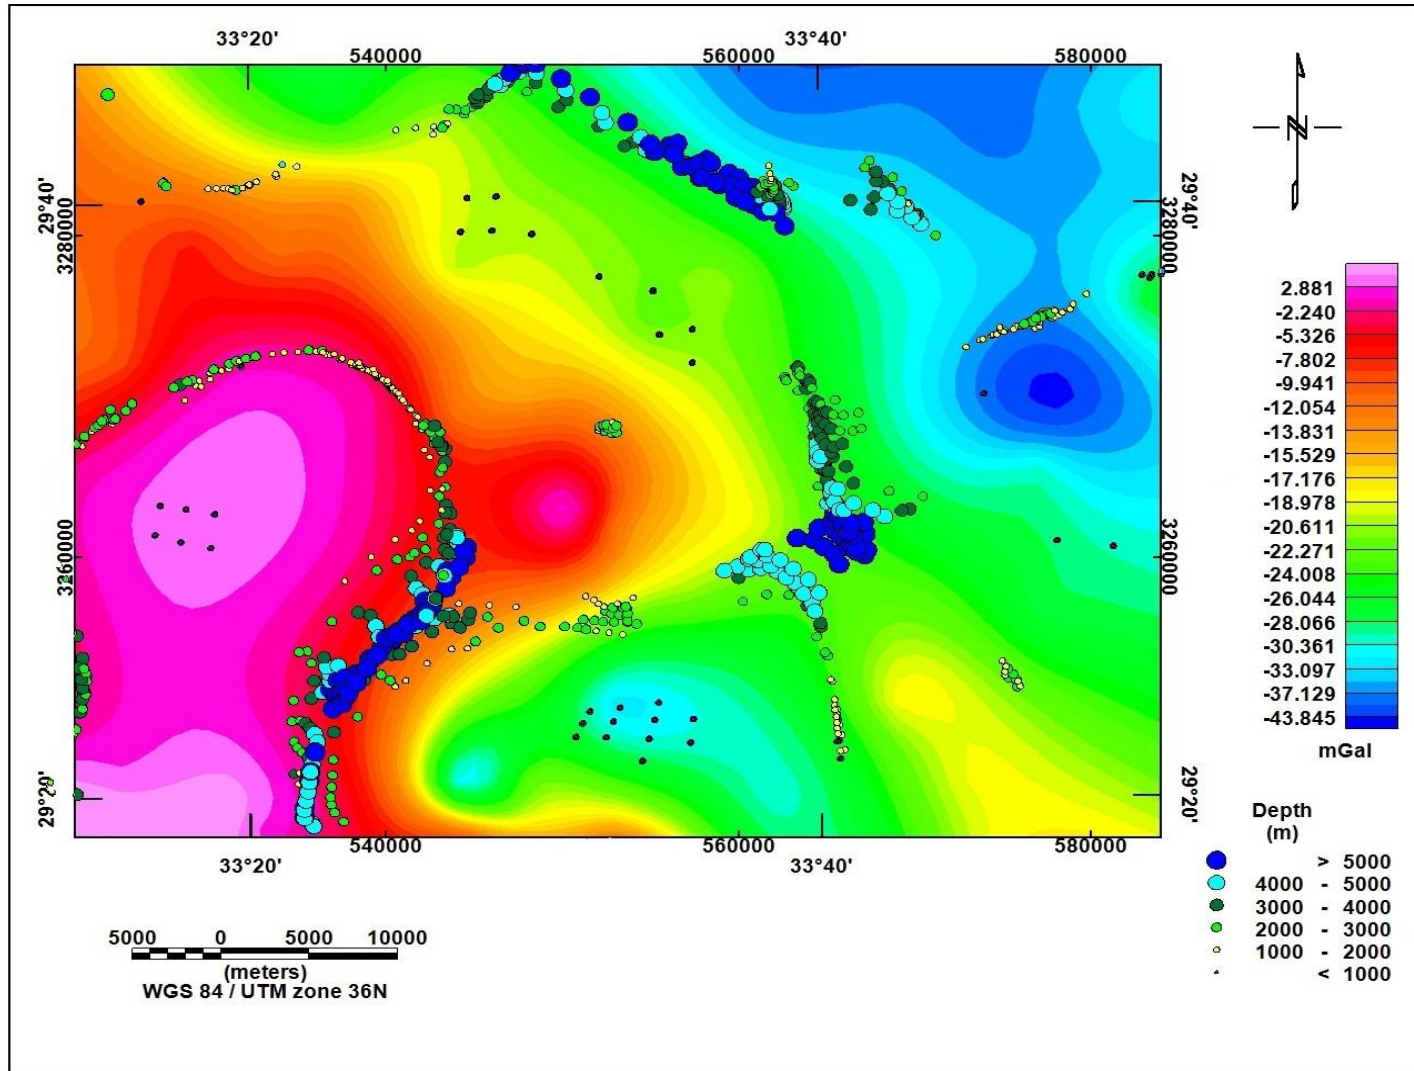 33°20' 33°40'
540000 560000 580000
29°40'
3280000
29°40'
3280000
3260000
3260000
29°20'
29°20'
540000 560000 580000
33°20' 33°40'
N
2.881
-2.240
-5.326
-7.802
-9.941
-12.054
-13.831
-15.529
-17.176
-18.978
-20.611
-22.271
-24.008
-26.044
-28.066
-30.361
-33.097
-37.129
-43.845
mGal
Depth
(m)
> 5000
4000 - 5000
3000 - 4000
2000 - 3000
1000 - 2000
< 1000
5000 0 5000 10000
(meters)
WGS 84 / UTM zone 36N